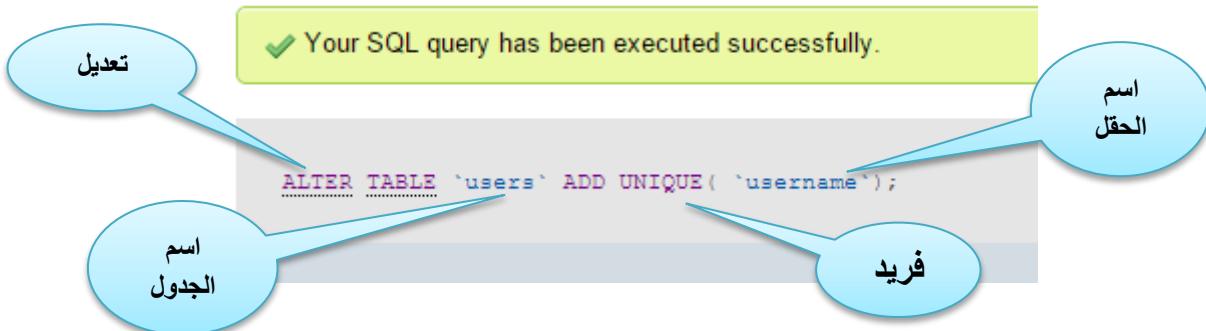 Your SQL query has been executed successfully.
تعديل
اسم
الحقل
ALTER TABLE `users` ADD UNIQUE( `username`);
اسم
الجدول
فريد